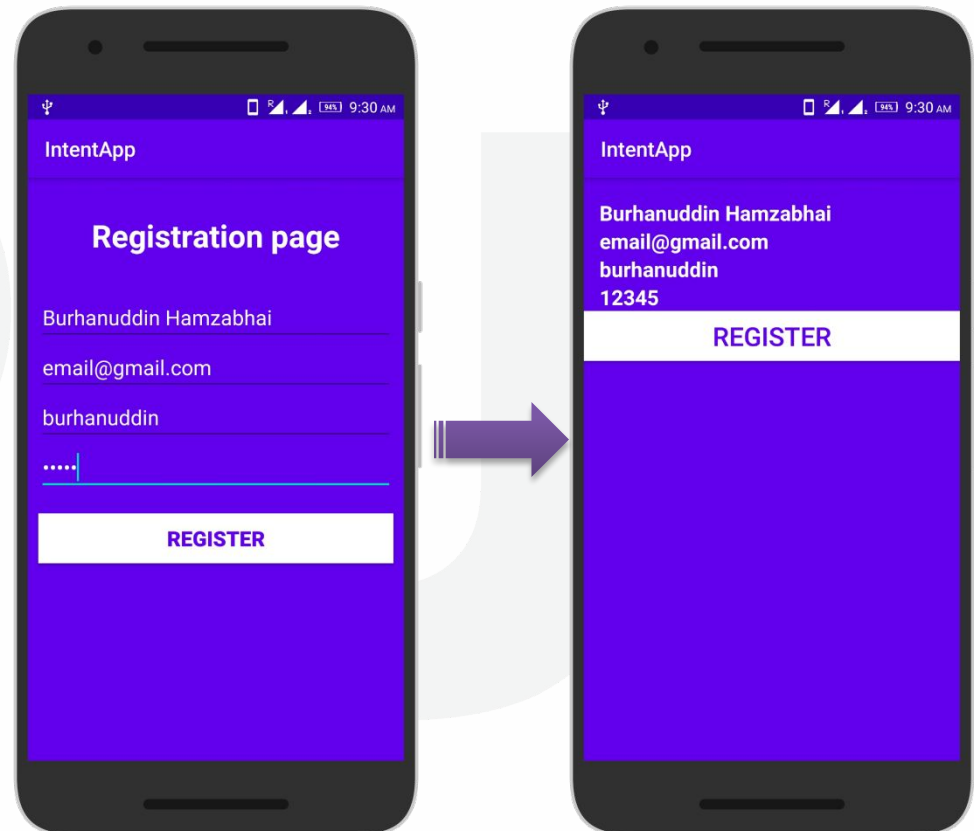 9:30 AM
IntentApp
Registration page
Burhanuddin Hamzabhai
email@gmail.com
burhanuddin
•••••
REGISTER
9:30 AM
IntentApp
Burhanuddin Hamzabhai
email@gmail.com
burhanuddin
12345
REGISTER